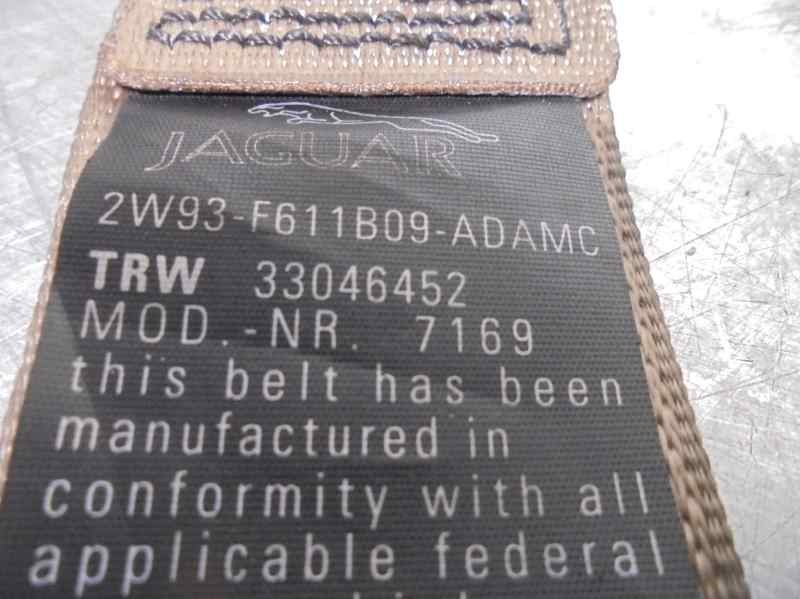 JAGUAR
2W93-F611B09-ADAMC
TRW 33046452
MOD.-NR. 7169
this belt has been
manufactured in
conformity with all
applicable federal